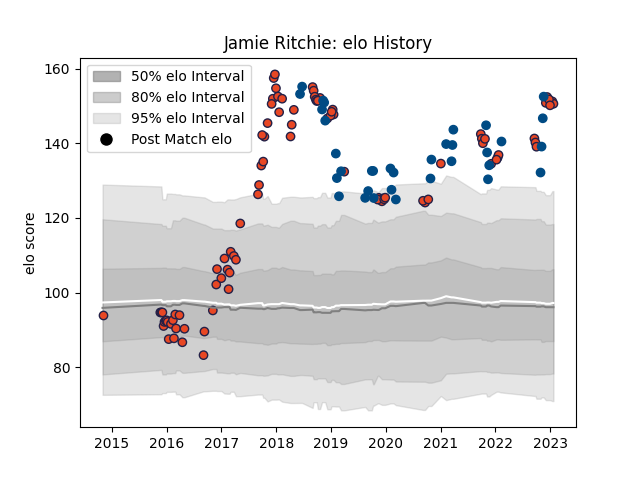 Jamie Ritchie: elo History
50% elo Interval
80% elo Interval
95% elo Interval
Post Match elo
elo score
160
140
120
100
80
2015 2016 2017 2018 2019 2020 2021 2022 2023